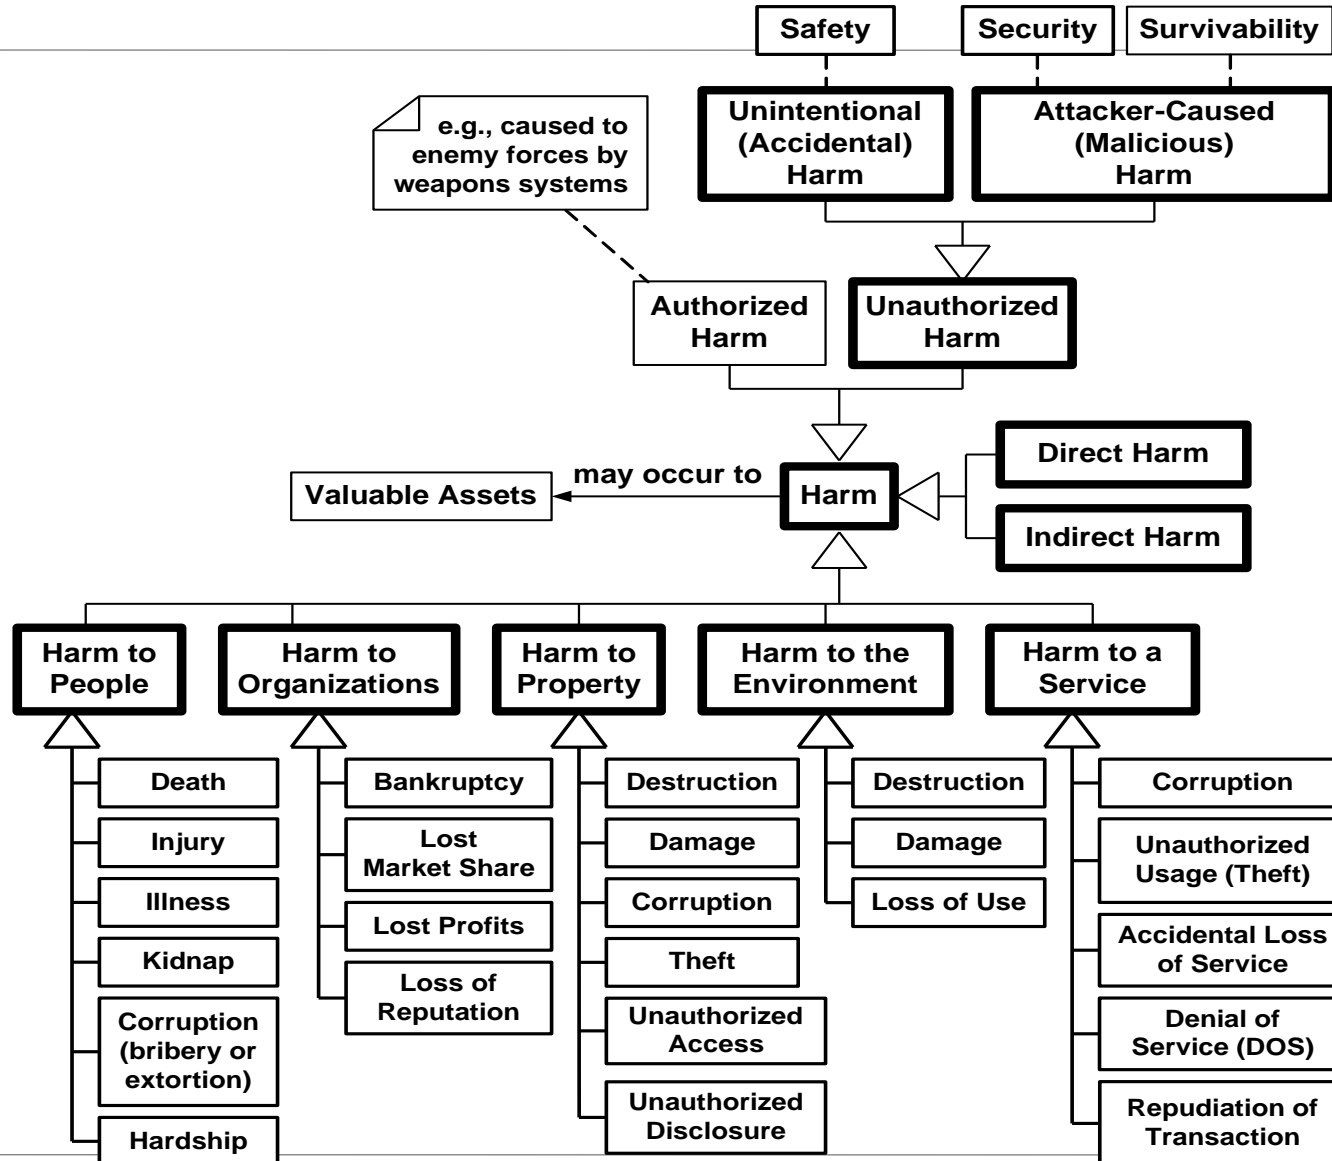 Safety
Security
Survivability
e.g., caused to
enemy forces by
weapons systems
Unintentional
(Accidental)
Harm
Attacker-Caused
(Malicious)
Harm
Authorized
Harm
Unauthorized
Harm
Valuable Assets
may occur to
Harm
Direct Harm
Indirect Harm
Harm to
People
Harm to
Organizations
Harm to
Property
Harm to the
Environment
Harm to a
Service
Death
Injury
Illness
Kidnap
Corruption
(bribery or
extortion)
Hardship
Bankruptcy
Lost
Market Share
Lost Profits
Loss of
Reputation
Destruction
Damage
Corruption
Theft
Unauthorized
Access
Unauthorized
Disclosure
Destruction
Damage
Loss of Use
Corruption
Unauthorized
Usage (Theft)
Accidental Loss
of Service
Denial of
Service (DOS)
Repudiation of
Transaction